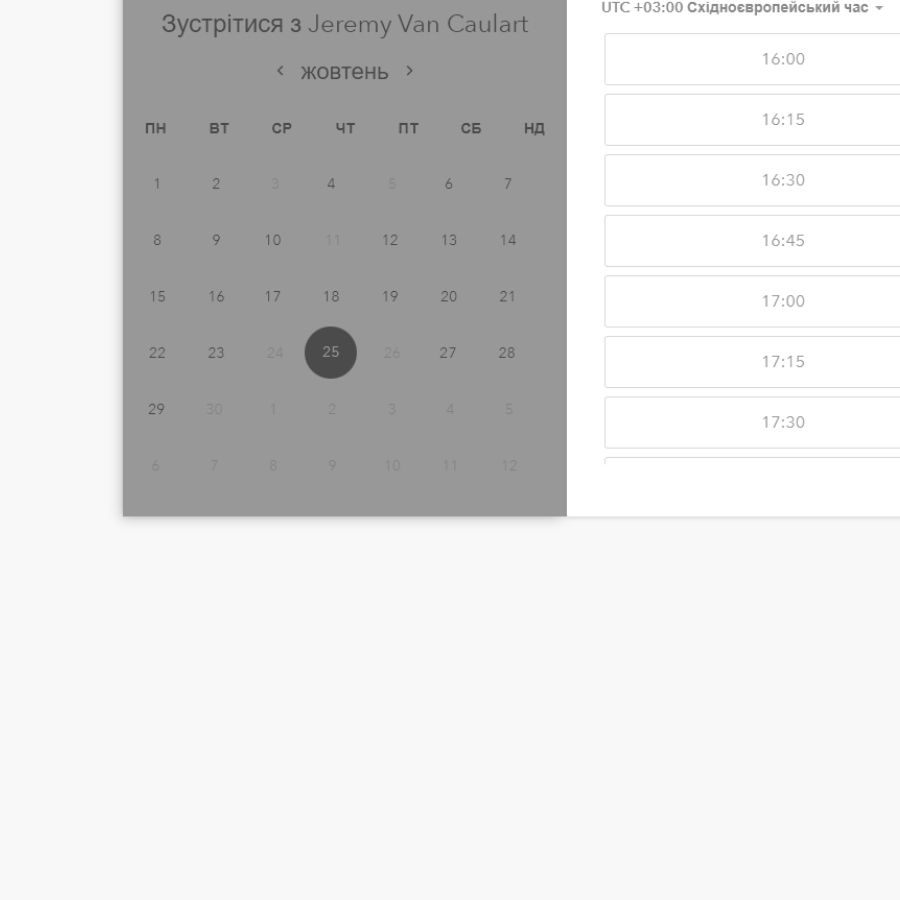 Зустрітися з Jeremy Van Caulart
жовтень
ПН ВТ СР ЧТ ПТ СБ НД
1 2 3 4 5 6 7
8 9 10 11 12 13 14
15 16 17 18 19 20 21
22 23 24 25 26 27 28
29 30 1 2 3 4 5
6 7 8 9 10 11 12
UTC +03:00 Східноєвропейський час
16:00
16:15
16:30
16:45
17:00
17:15
17:30